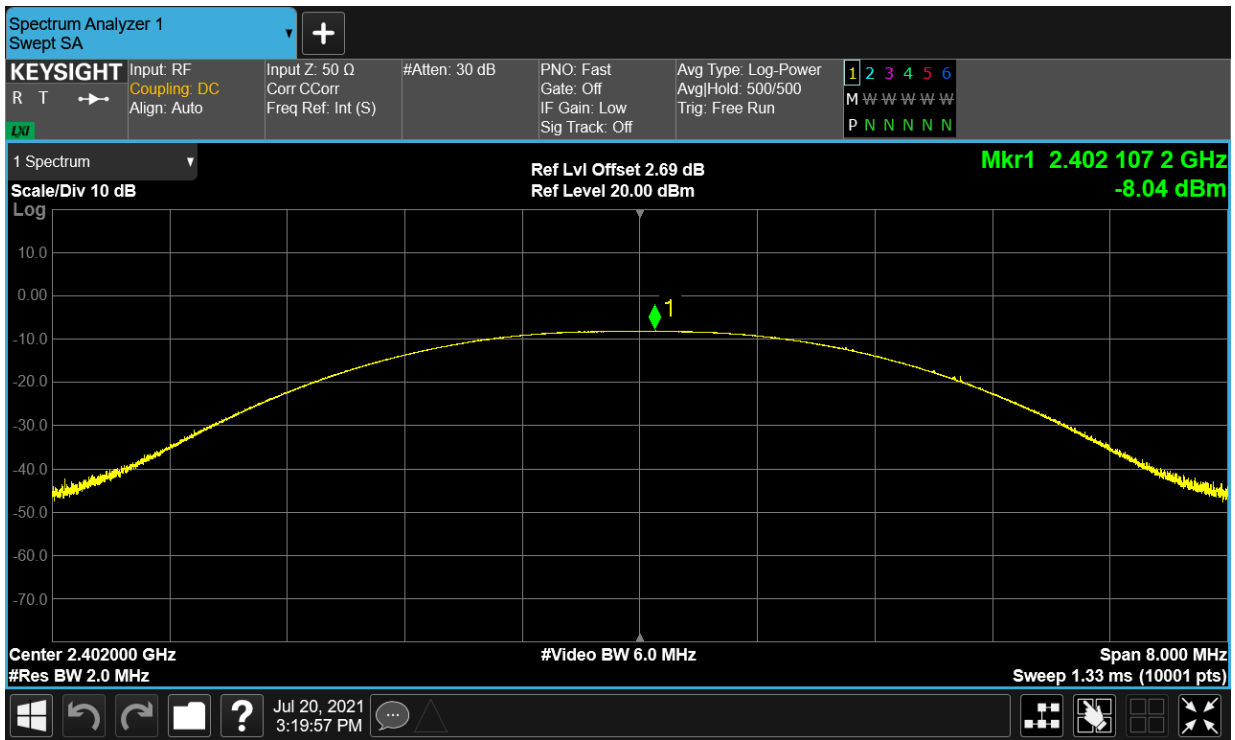 Spectrum Analyzer 1
Swept SA
KEYSIGHT
R T
LXI
Input: RF
Coupling: DC
Align: Auto
Input Z: 50 Ω
Corr CCorr
Freq Ref: Int (S)
#Atten: 30 dB
PNO: Fast
Gate: Off
IF Gain: Low
Sig Track: Off
Avg Type: Log-Power
Avg|Hold: 500/500
Trig: Free Run
1 2 3 4 5 6
M W W W W W
P N N N N N
1 Spectrum
Scale/Div 10 dB
Log
Ref Lvl Offset 2.69 dB
Ref Level 20.00 dBm
Mkr1 2.402 107 2 GHz
-8.04 dBm
10.0
0.00
-10.0
-20.0
-30.0
-40.0
-50.0
-60.0
-70.0
1
Center 2.402000 GHz
#Res BW 2.0 MHz
#Video BW 6.0 MHz
Span 8.000 MHz
Sweep 1.33 ms (10001 pts)
?
Jul 20, 2021
3:19:57 PM